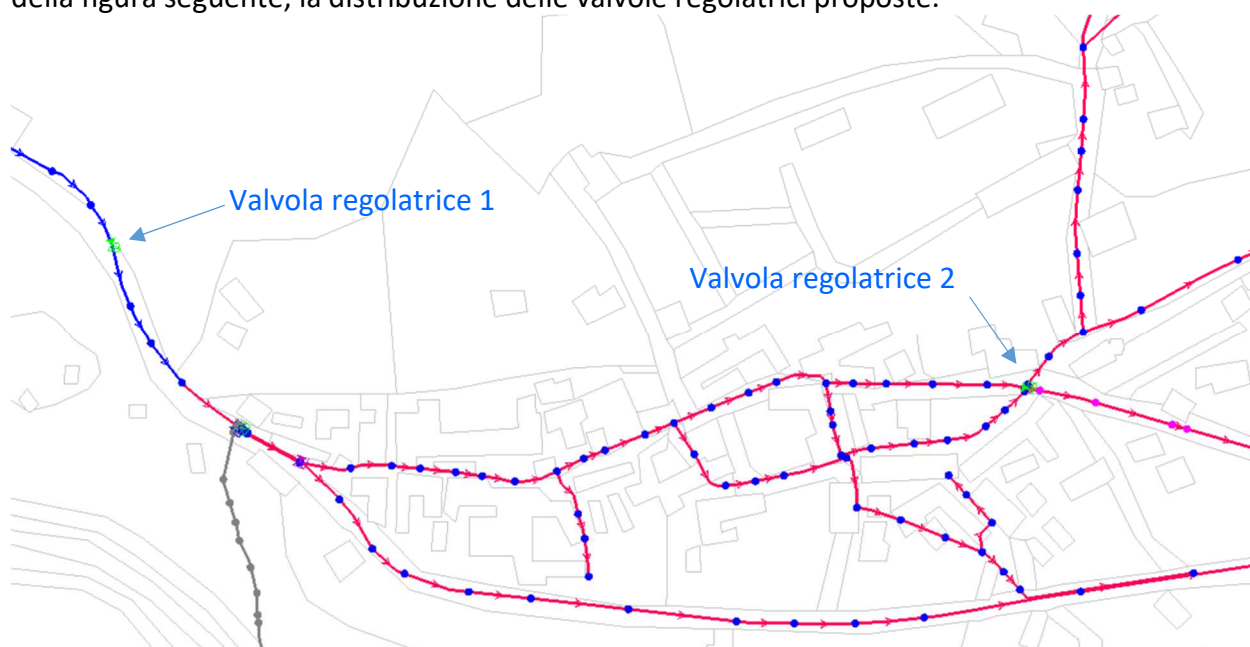 della figura seguente, la distribuzione delle valvole regolatrici proposte.
Valvola regolatrice 1
Valvola regolatrice 2